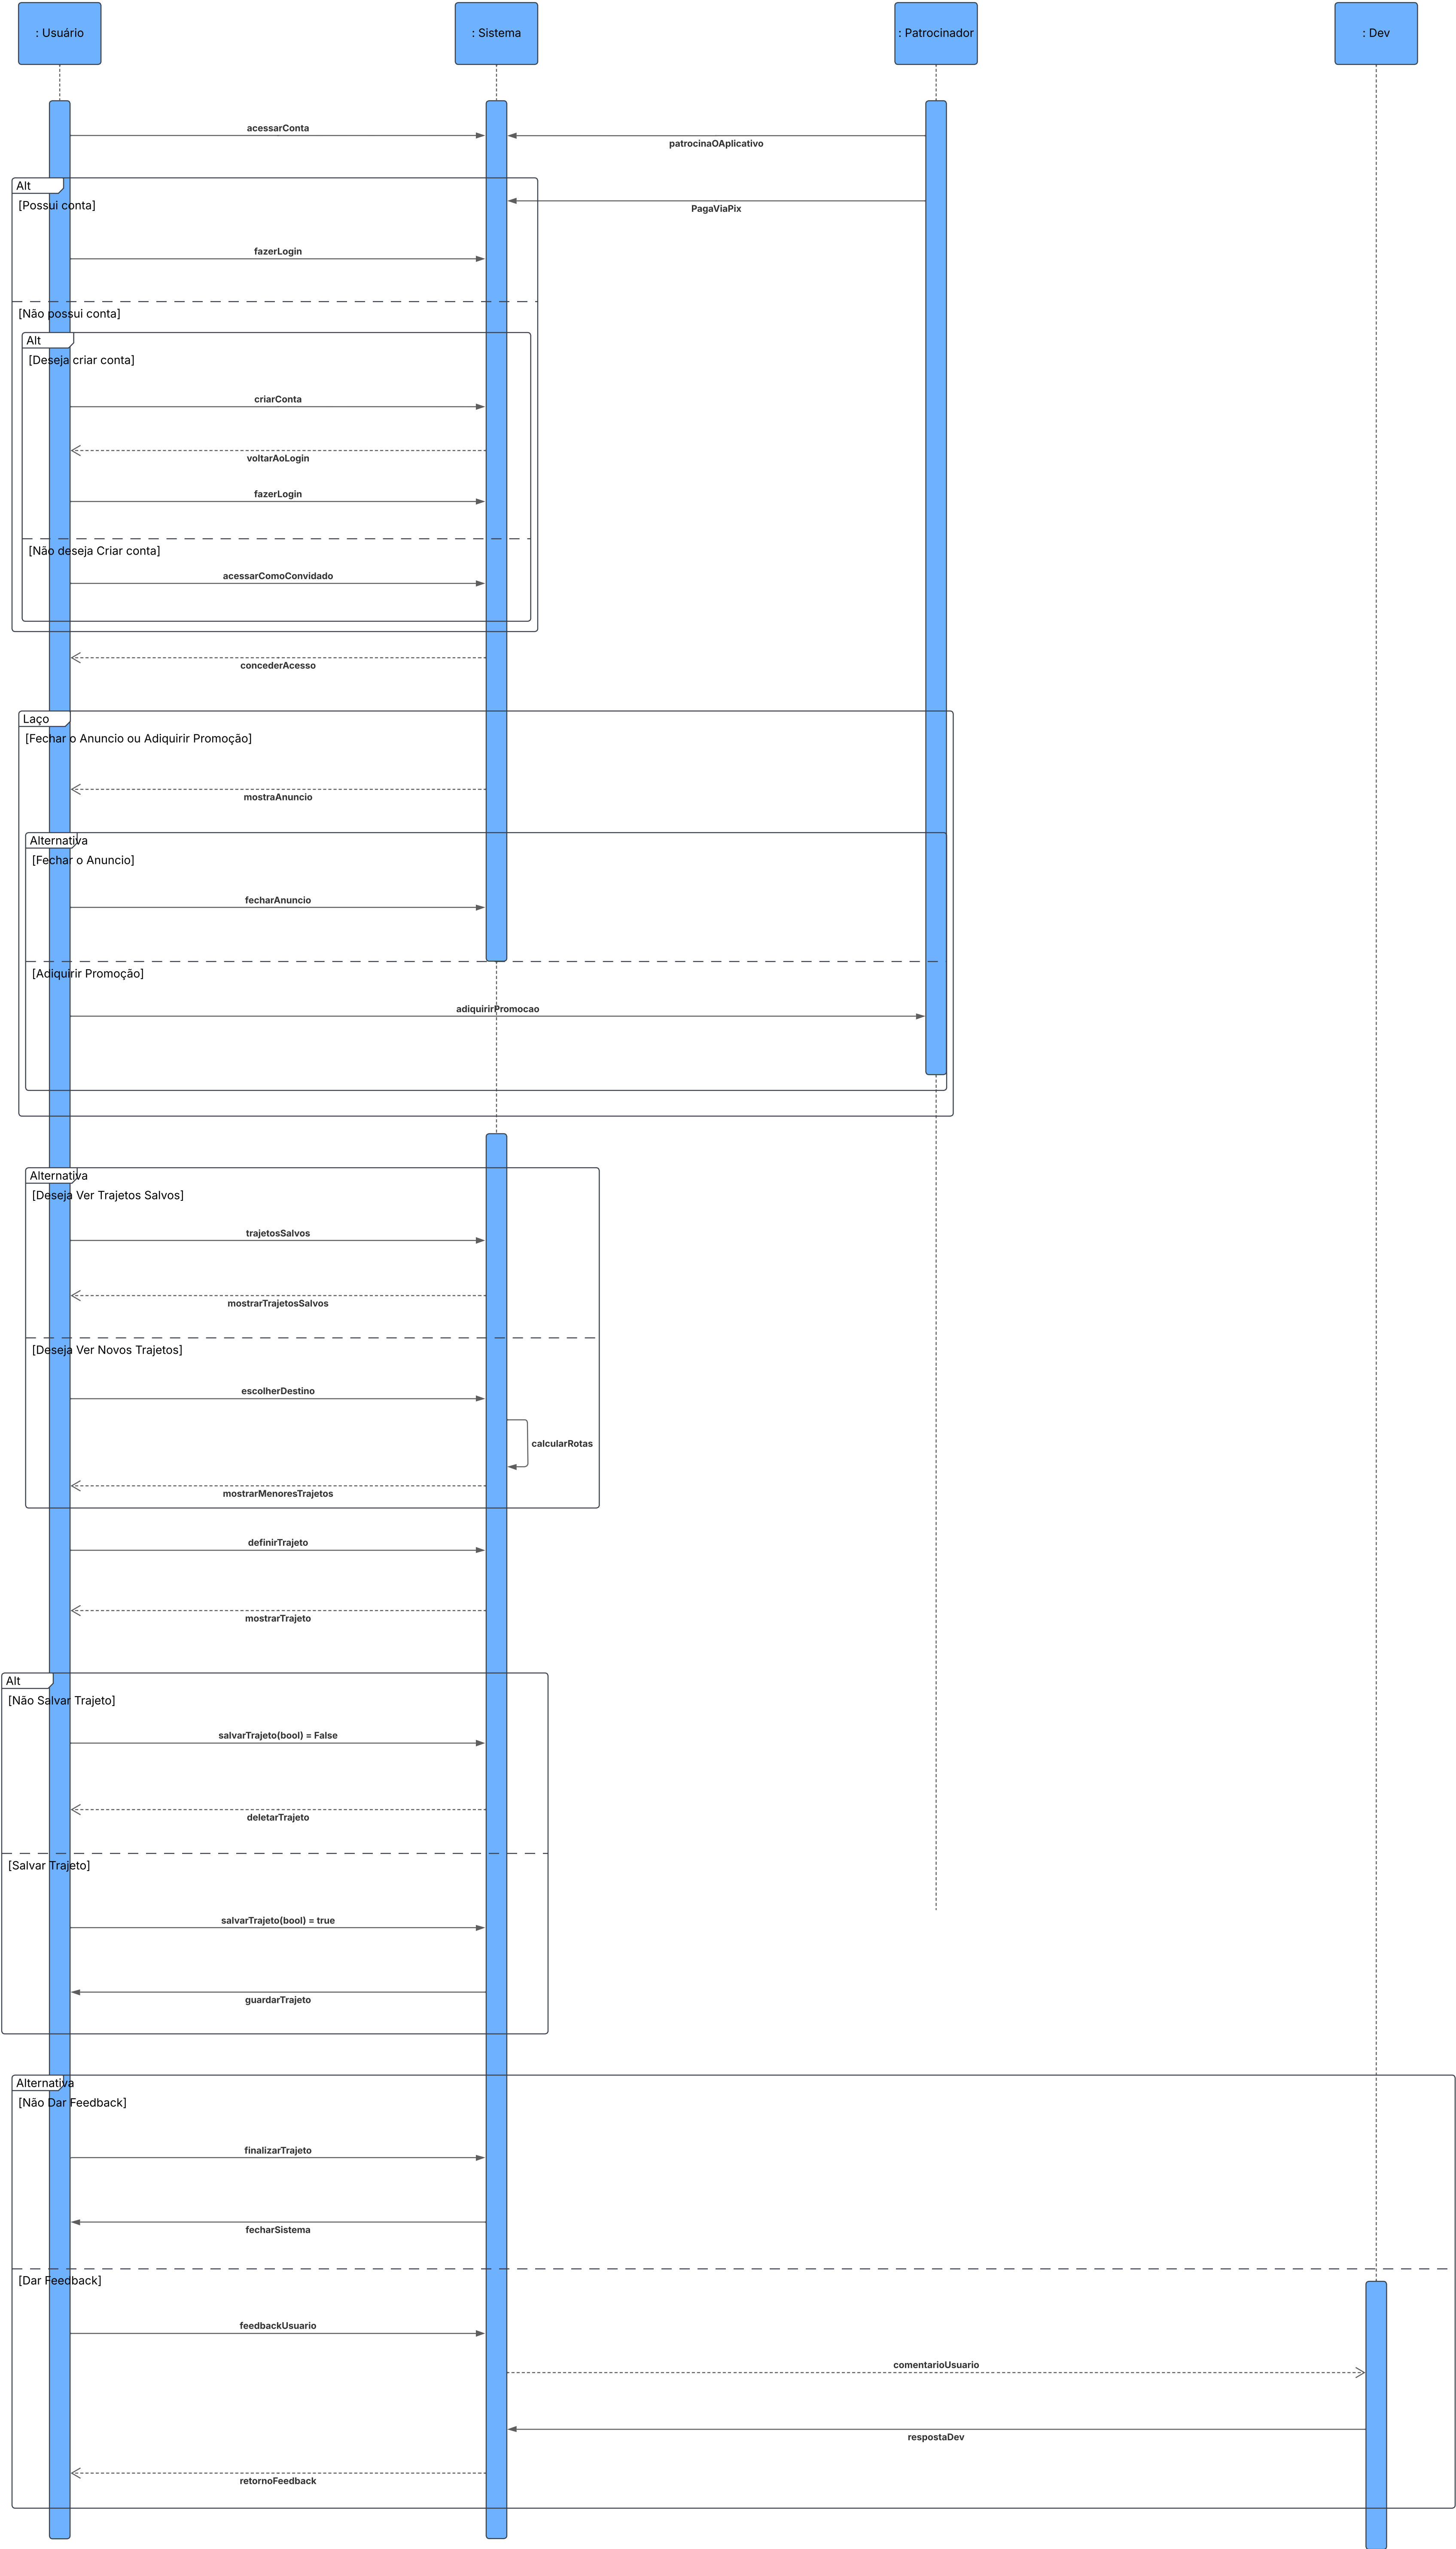 : Usuário
: Sistema
: Patrocinador
: Dev
acessarConta
patrocinaOAplicativo
Alt
[Possui conta]
PagaViaPix
fazerLogin
[Não possui conta]
Alt
[Deseja criar conta]
criarConta
voltarAoLogin
fazerLogin
[Não deseja Criar conta]
acessarComoConvidado
concederAcesso
Laço
[Fechar o Anuncio ou Adiquirir Promoção]
mostraAnuncio
Alternativa
[Fechar o Anuncio]
fecharAnuncio
[Adiquirir Promoção]
adiquirirPromocao
Alternativa
[Deseja Ver Trajetos Salvos]
trajetosSalvos
mostrarTrajetosSalvos
[Deseja Ver Novos Trajetos]
escolherDestino
calcularRotas
mostrarMenoresTrajetos
definirTrajeto
mostrarTrajeto
Alt
[Não Salvar Trajeto]
salvarTrajeto(bool) = False
deletarTrajeto
[Salvar Trajeto]
salvarTrajeto(bool) = true
guardarTrajeto
Alternativa
[Não Dar Feedback]
finalizarTrajeto
fecharSistema
[Dar Feedback]
feedbackUsuario
comentarioUsuario
respostaDev
retornoFeedback